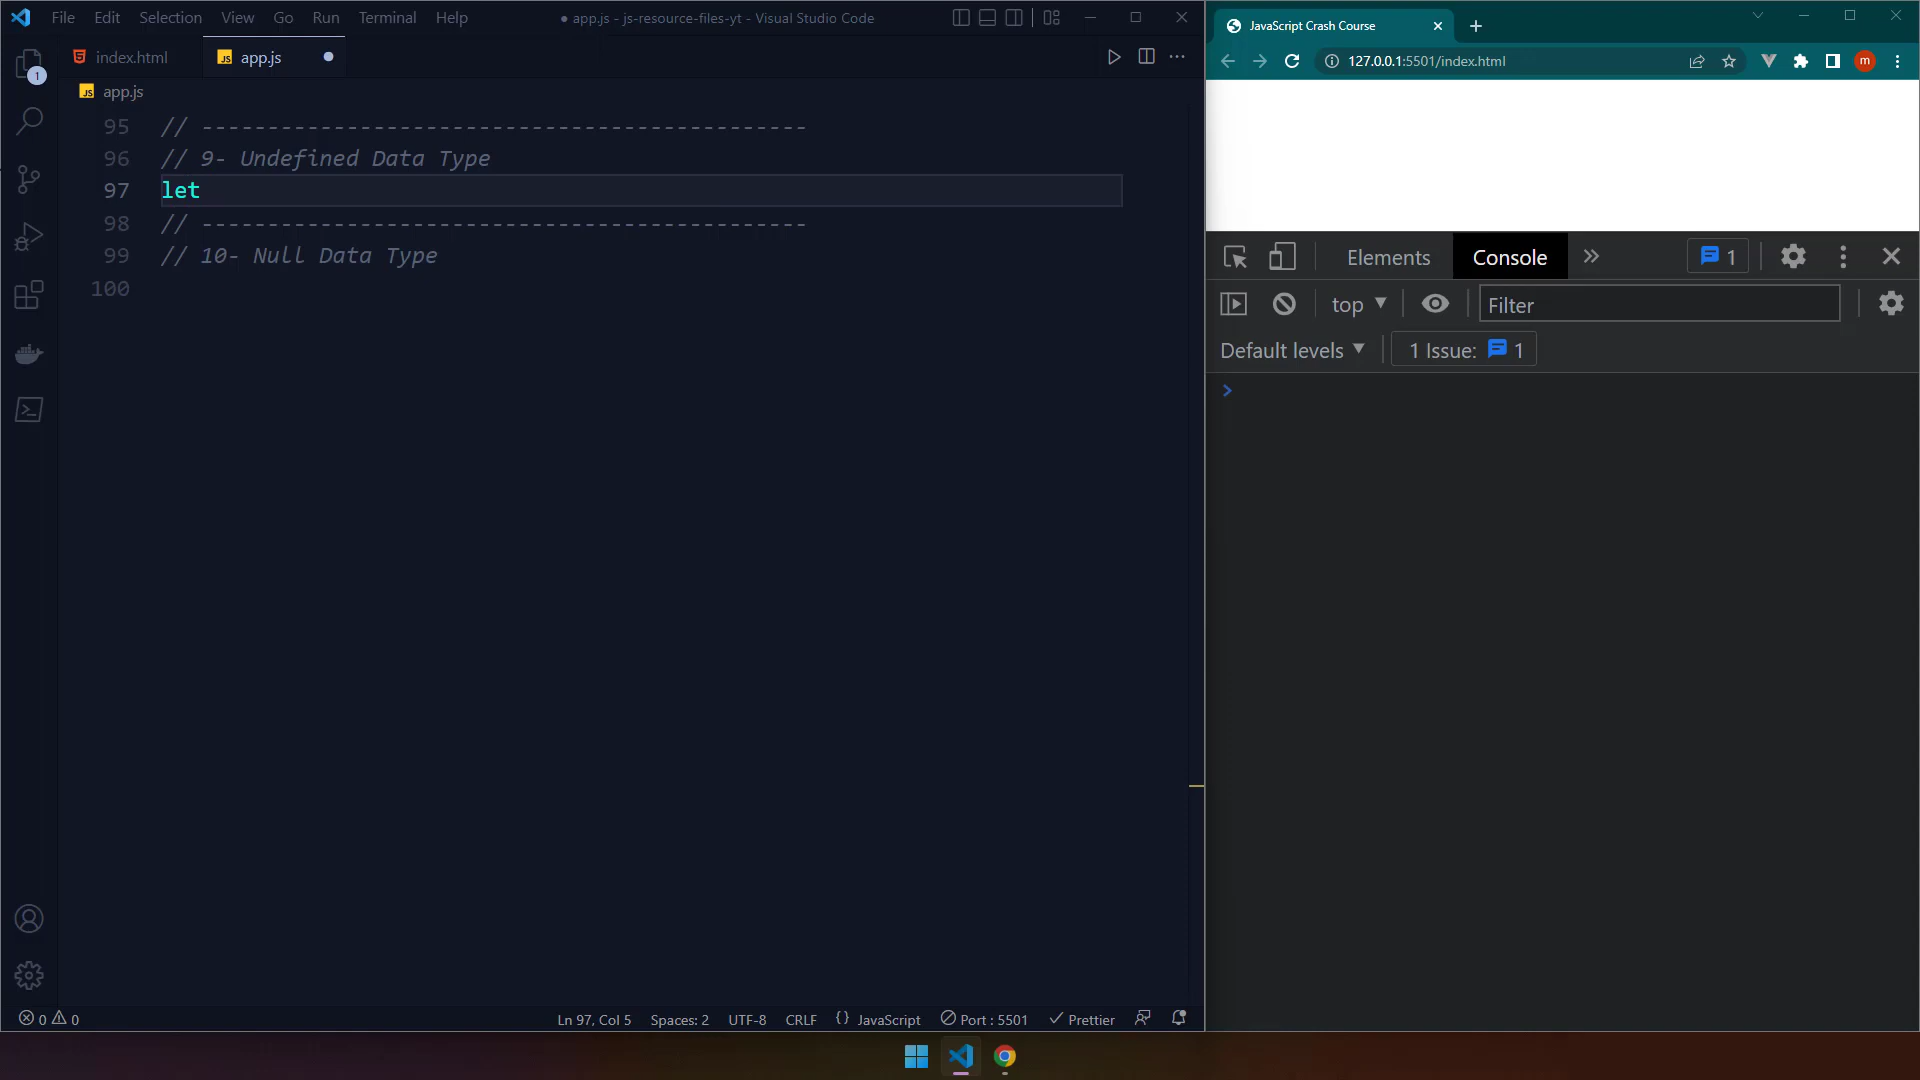 File Edit Selection View Go Run Terminal Help
● app.js - js-resource-files-yt - Visual Studio Code
index.html
JS app.js
JS app.js
95 // ----------------------------------------------
96 // 9- Undefined Data Type
97 let
98 // ----------------------------------------------
99 // 10- Null Data Type
100
1
0 0
Ln 97, Col 5 Spaces: 2 UTF-8 CRLF {} JavaScript Port : 5501 Prettier
JavaScript Crash Course
127.0.0.1:5501/index.html
m
Elements Console 1
top Filter
Default levels 1 Issue: 1